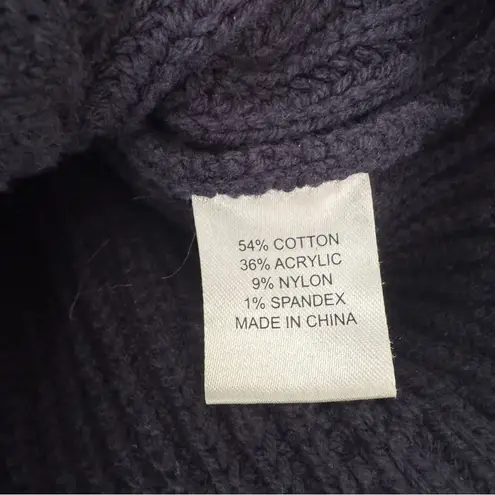 54% COTTON
36% ACRYLIC
9% NYLON
1% SPANDEX
MADE IN CHINA